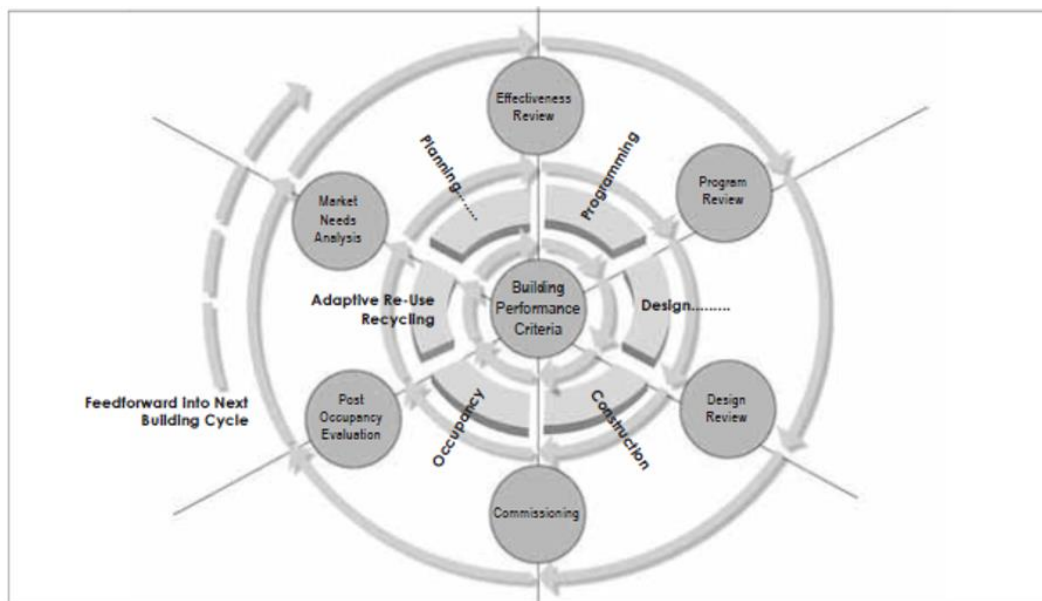 Effectiveness
Review
Planning........
Programming
Program
Review
Market
Needs
Analysis
Building
Performance
Criteria
Adaptive Re-Use
Recycling
Design.........
Feedforward into Next
Building Cycle
Post
Occupancy
Evaluation
Occupancy
Construction
Design
Review
Commissioning